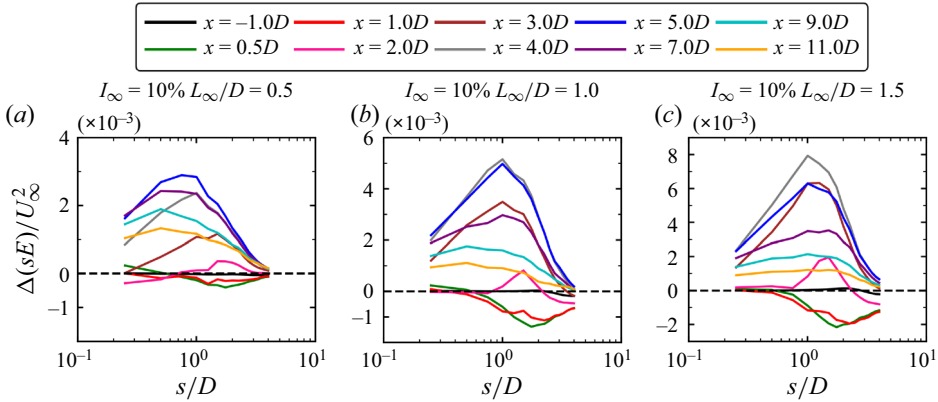 x = –1.0D x = 1.0D x = 3.0D x = 5.0D x = 9.0D
x = 0.5D x = 2.0D x = 4.0D x = 7.0D x = 11.0D
I∞ = 10% L∞/D = 0.5 I∞ = 10% L∞/D = 1.0 I∞ = 10% L∞/D = 1.5
(a) (×10⁻³) (b) (×10⁻³) (c) (×10⁻³)
4 6 8
6
4
2 4
2
2
0 0 0
−1 −1 −2
Δ(sE)/U²∞
10⁻¹ 10⁰ 10¹ 10⁻¹ 10⁰ 10¹ 10⁻¹ 10⁰ 10¹
s/D s/D s/D